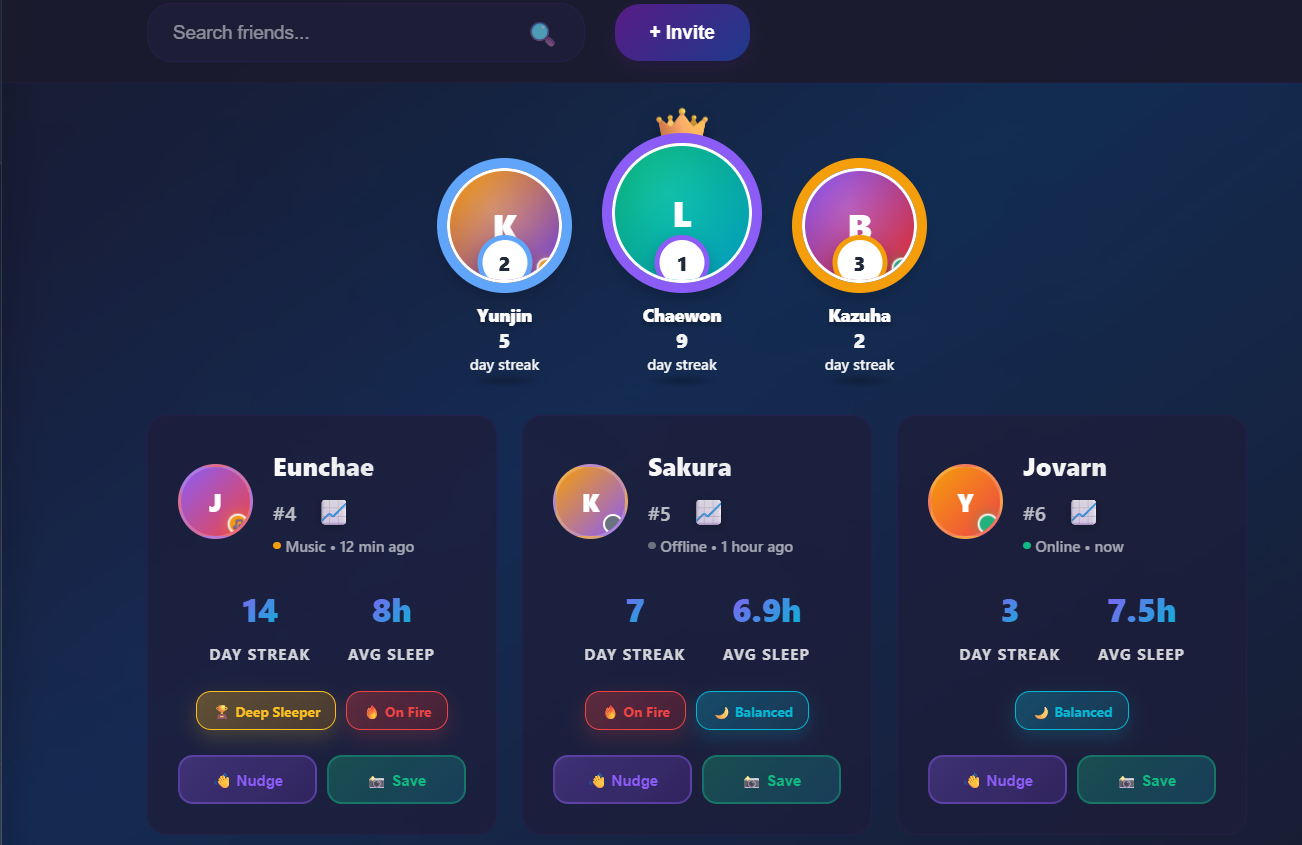 Search friends...
+ Invite
K
L
B
2
1
3
Yunjin
5
day streak
Chaewon
9
day streak
Kazuha
2
day streak
J
Eunchae
#4
Music • 12 min ago
14
DAY STREAK
8h
AVG SLEEP
Deep Sleeper
On Fire
Nudge
Save
K
Sakura
#5
Offline • 1 hour ago
7
DAY STREAK
6.9h
AVG SLEEP
On Fire
Balanced
Nudge
Save
Y
Jovarn
#6
Online • now
3
DAY STREAK
7.5h
AVG SLEEP
Balanced
Nudge
Save